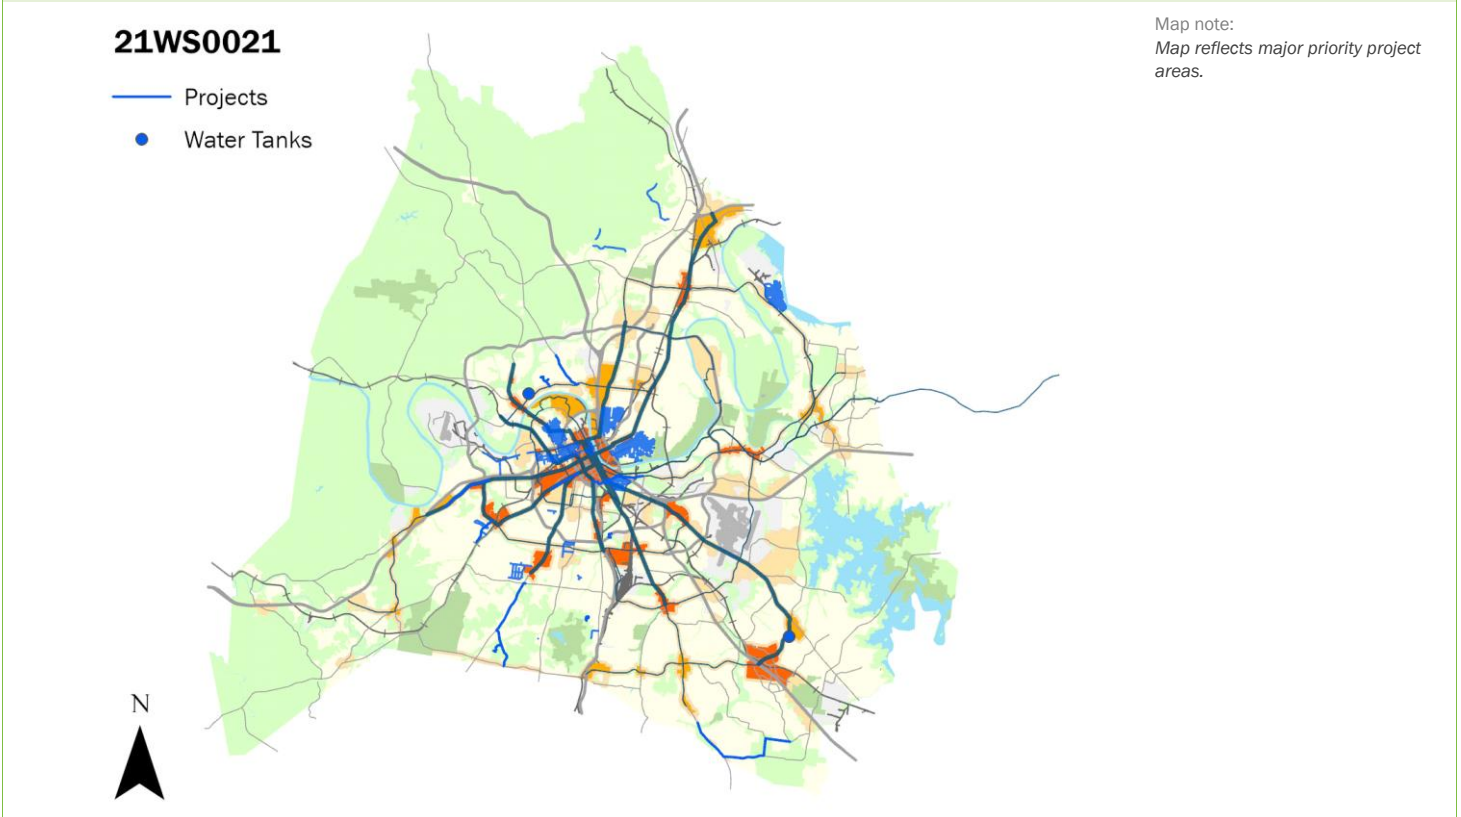 21WS0021
Projects
Water Tanks
Map note:
Map reflects major priority project
areas.
N